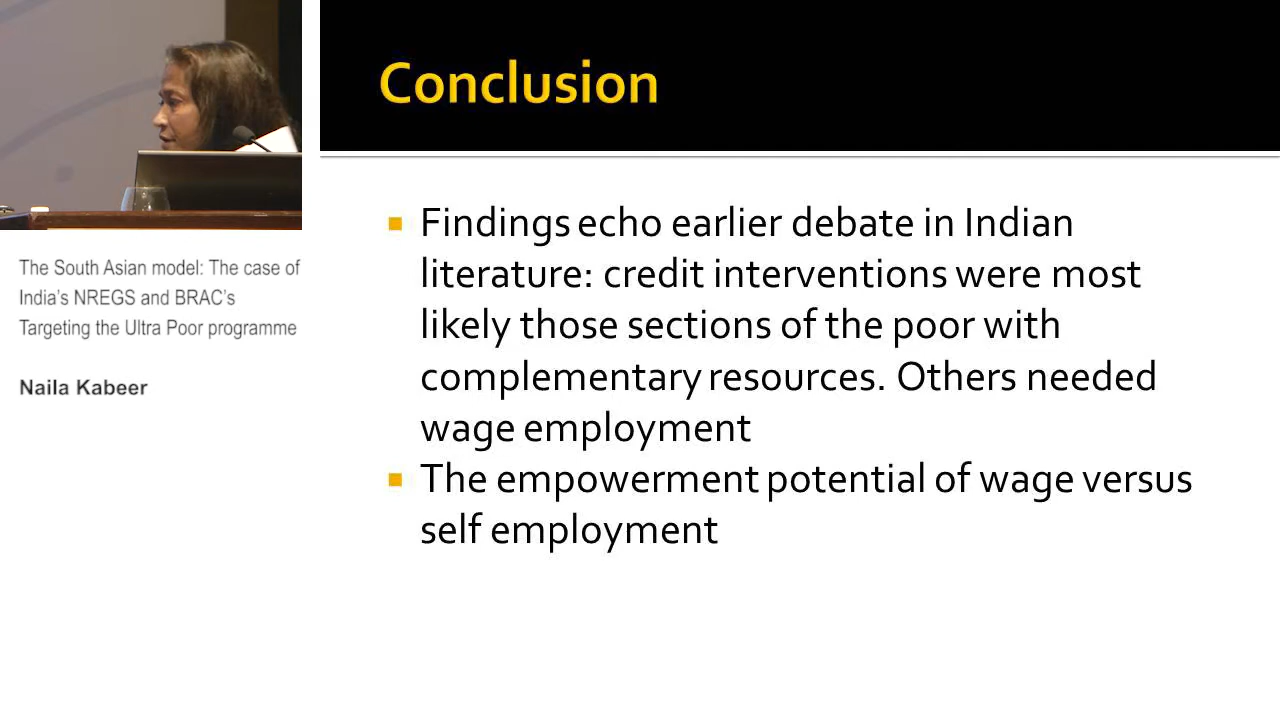 Conclusion
Findings echo earlier debate in Indian
literature: credit interventions were most
likely those sections of the poor with
complementary resources. Others needed
wage employment
The empowerment potential of wage versus
self employment
The South Asian model: The case of
India's NREGS and BRAC's
Targeting the Ultra Poor programme
Naila Kabeer